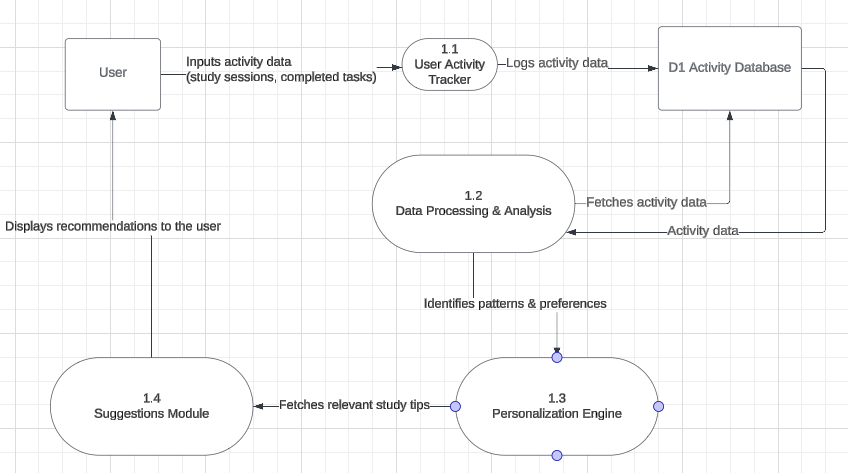 User
Inputs activity data
(study sessions, completed tasks)
1.1
User Activity
Tracker
Logs activity data
D1 Activity Database
1.2
Data Processing & Analysis
Fetches activity data
Activity data
Displays recommendations to the user
Identifies patterns & preferences
1.4
Suggestions Module
Fetches relevant study tips
1.3
Personalization Engine